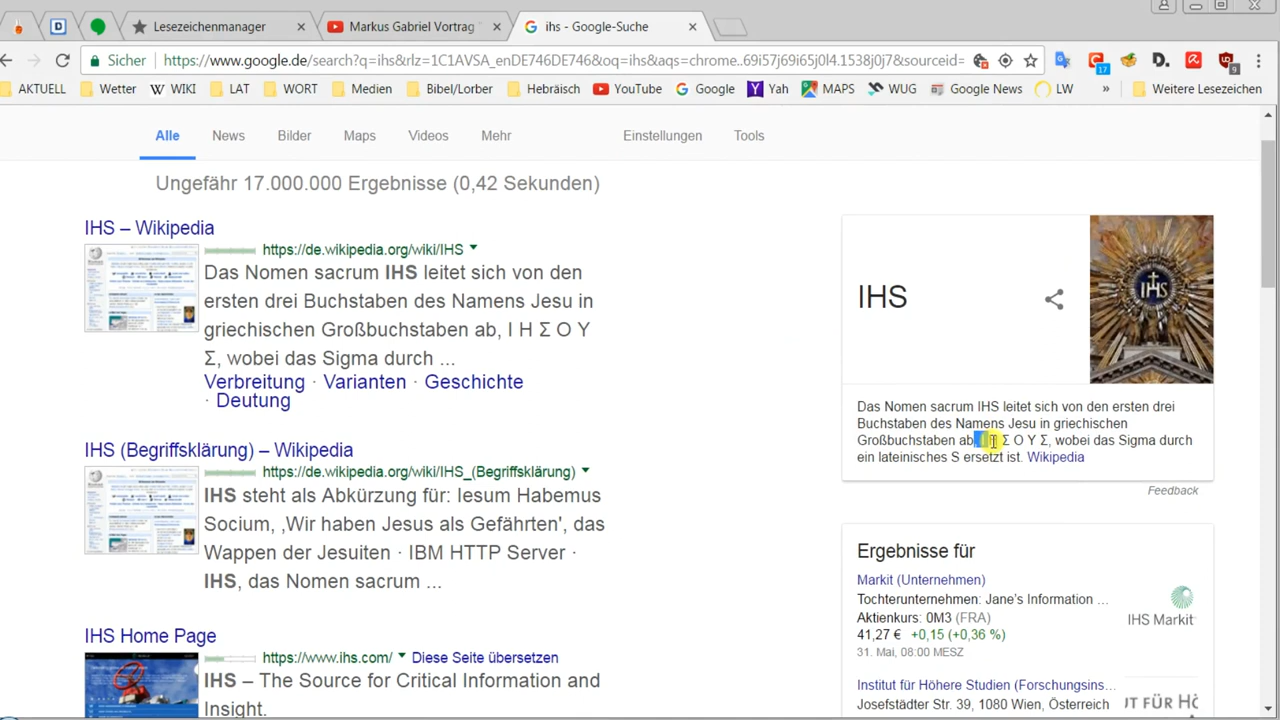 Lesezeichenmanager
Markus Gabriel Vortrag "
ihs - Google-Suche
Sicher
https://www.google.de/search?q=ihs&rlz=1C1AVSA_enDE746DE746&oq=ihs&aqs=chrome..69i57j69i65j0l4.1538j0j7&sourceid=
17
9
AKTUELL
Wetter
WIKI
LAT
WORT
Medien
Bibel/Lorber
Hebräisch
YouTube
Google
Yah
MAPS
WUG
Google News
LW
»
Weitere Lesezeichen
Alle
News
Bilder
Maps
Videos
Mehr
Einstellungen
Tools
Ungefähr 17.000.000 Ergebnisse (0,42 Sekunden)
IHS – Wikipedia
https://de.wikipedia.org/wiki/IHS
Das Nomen sacrum IHS leitet sich von den
ersten drei Buchstaben des Namens Jesu in
griechischen Großbuchstaben ab, Ι Η Σ Ο Υ
Σ, wobei das Sigma durch ...
Verbreitung · Varianten · Geschichte
· Deutung
IHS (Begriffsklärung) – Wikipedia
https://de.wikipedia.org/wiki/IHS_(Begriffsklärung)
IHS steht als Abkürzung für: Iesum Habemus
Socium, ‚Wir haben Jesus als Gefährten', das
Wappen der Jesuiten · IBM HTTP Server ·
IHS, das Nomen sacrum ...
IHS Home Page
https://www.ihs.com/
Diese Seite übersetzen
IHS – The Source for Critical Information and
Insight.
IHS
IHS
Das Nomen sacrum IHS leitet sich von den ersten drei
Buchstaben des Namens Jesu in griechischen
Großbuchstaben ab, Σ Ο Υ Σ, wobei das Sigma durch
ein lateinisches S ersetzt ist. Wikipedia
Feedback
Ergebnisse für
Markit (Unternehmen)
Tochterunternehmen: Jane's Information ...
Aktienkurs: 0M3 (FRA)
41,27 € +0,15 (+0,36 %)
31. Mai, 08:00 MESZ
IHS Markit
Institut für Höhere Studien (Forschungsins...
Josefstädter Str. 39, 1080 Wien, Österreich